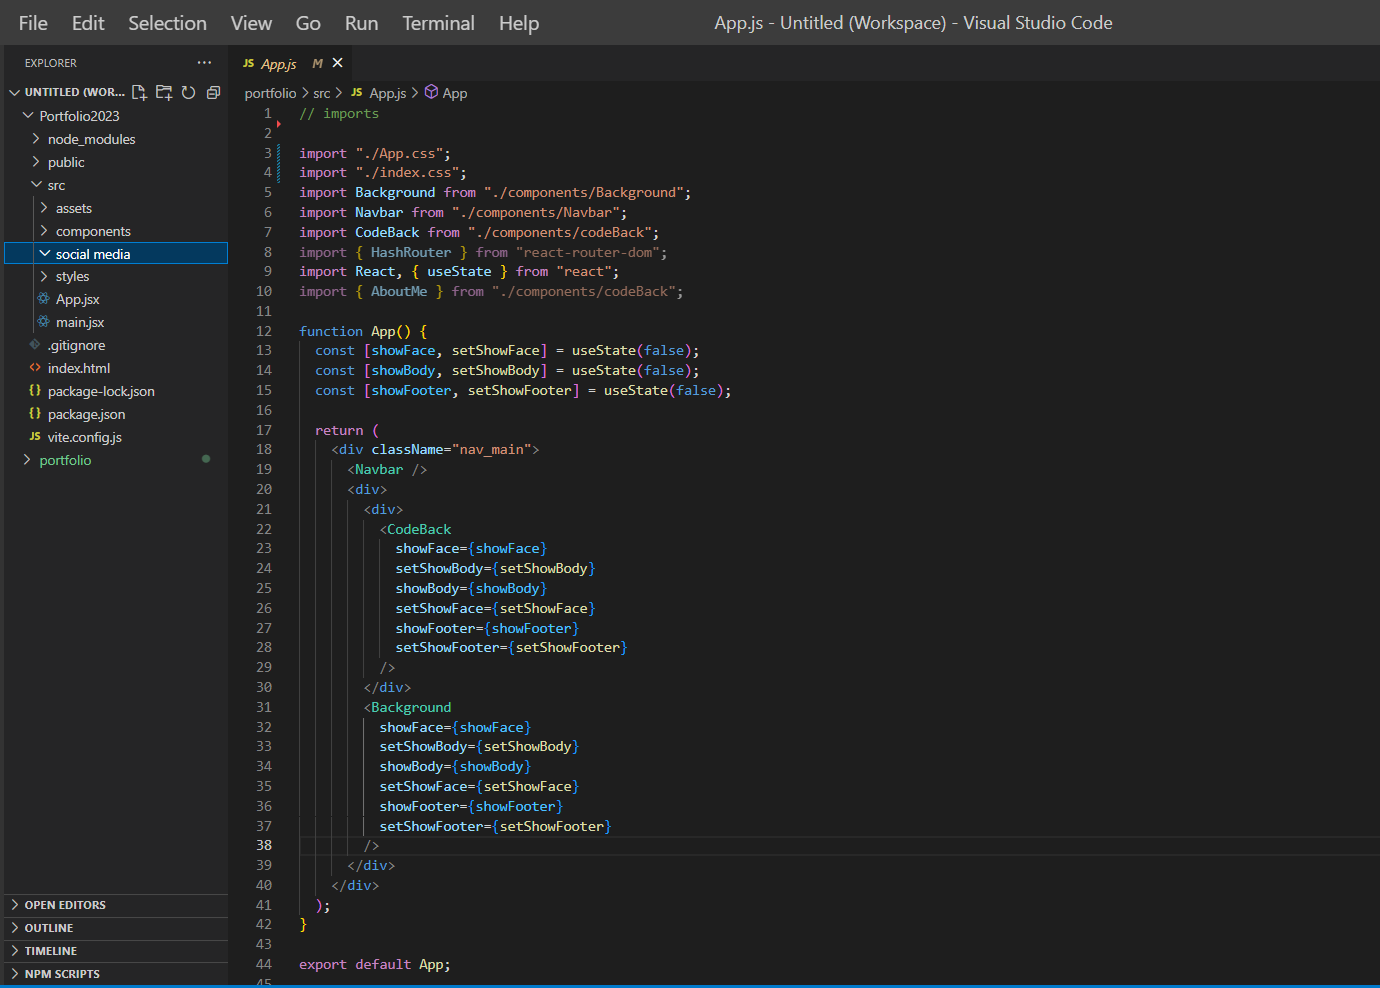 File Edit Selection View Go Run Terminal Help App.js - Untitled (Workspace) - Visual Studio Code
EXPLORER ...
UNTITLED (WOR...
Portfolio2023
node_modules
public
src
assets
components
social media
styles
App.jsx
main.jsx
.gitignore
index.html
{} package-lock.json
{} package.json
JS vite.config.js
portfolio
OPEN EDITORS
OUTLINE
TIMELINE
NPM SCRIPTS
JS App.js M
portfolio > src > JS App.js > App
1 // imports
2
3 import "./App.css";
4 import "./index.css";
5 import Background from "./components/Background";
6 import Navbar from "./components/Navbar";
7 import CodeBack from "./components/codeBack";
8 import { HashRouter } from "react-router-dom";
9 import React, { useState } from "react";
10 import { AboutMe } from "./components/codeBack";
11
12 function App() {
13 const [showFace, setShowFace] = useState(false);
14 const [showBody, setShowBody] = useState(false);
15 const [showFooter, setShowFooter] = useState(false);
16
17 return (
18 <div className="nav_main">
19 <Navbar />
20 <div>
21 <div>
22 <CodeBack
23 showFace={showFace}
24 setShowBody={setShowBody}
25 showBody={showBody}
26 setShowFace={setShowFace}
27 showFooter={showFooter}
28 setShowFooter={setShowFooter}
29 />
30 </div>
31 <Background
32 showFace={showFace}
33 setShowBody={setShowBody}
34 showBody={showBody}
35 setShowFace={setShowFace}
36 showFooter={showFooter}
37 setShowFooter={setShowFooter}
38 />
39 </div>
40 </div>
41 );
42 }
43
44 export default App;
45